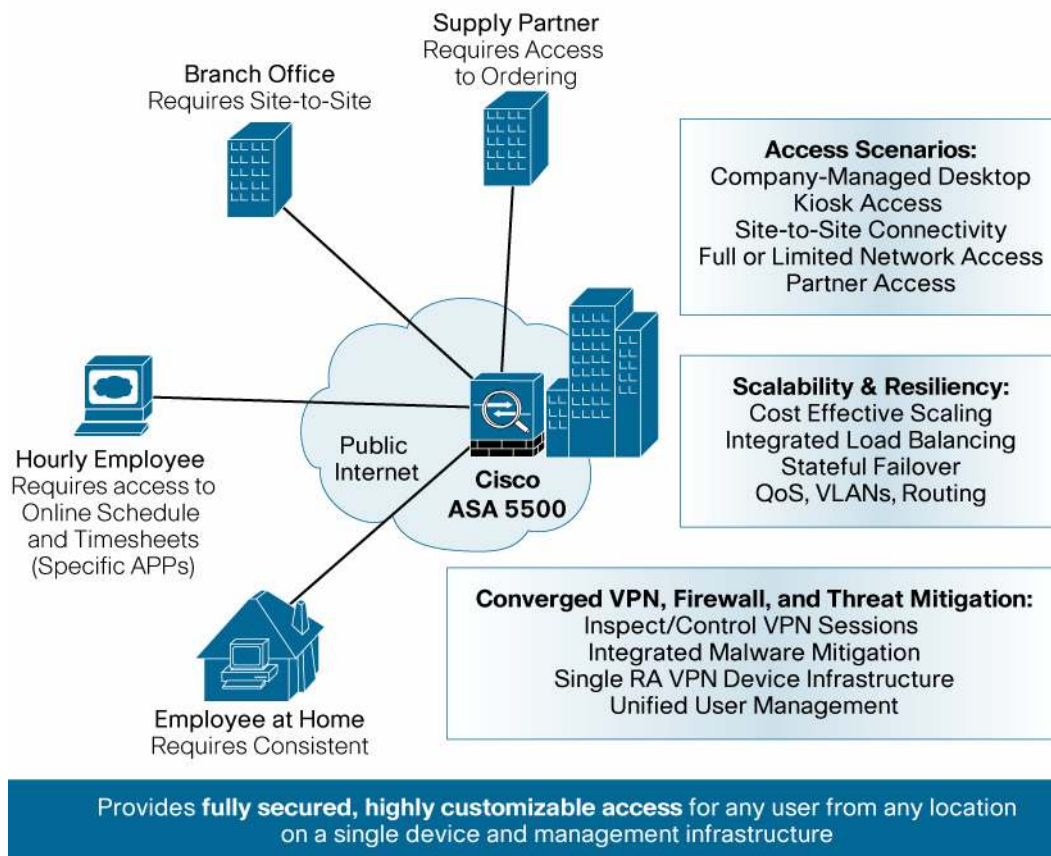 Supply Partner
Requires Access
to Ordering
Branch Office
Requires Site-to-Site
Access Scenarios:
Company-Managed Desktop
Kiosk Access
Site-to-Site Connectivity
Full or Limited Network Access
Partner Access
Hourly Employee
Requires access to
Online Schedule
and Timesheets
(Specific APPs)
Public
Internet
Cisco
ASA 5500
Scalability & Resiliency:
Cost Effective Scaling
Integrated Load Balancing
Stateful Failover
QoS, VLANs, Routing
Employee at Home
Requires Consistent
Converged VPN, Firewall, and Threat Mitigation:
Inspect/Control VPN Sessions
Integrated Malware Mitigation
Single RA VPN Device Infrastructure
Unified User Management
Provides fully secured, highly customizable access for any user from any location
on a single device and management infrastructure